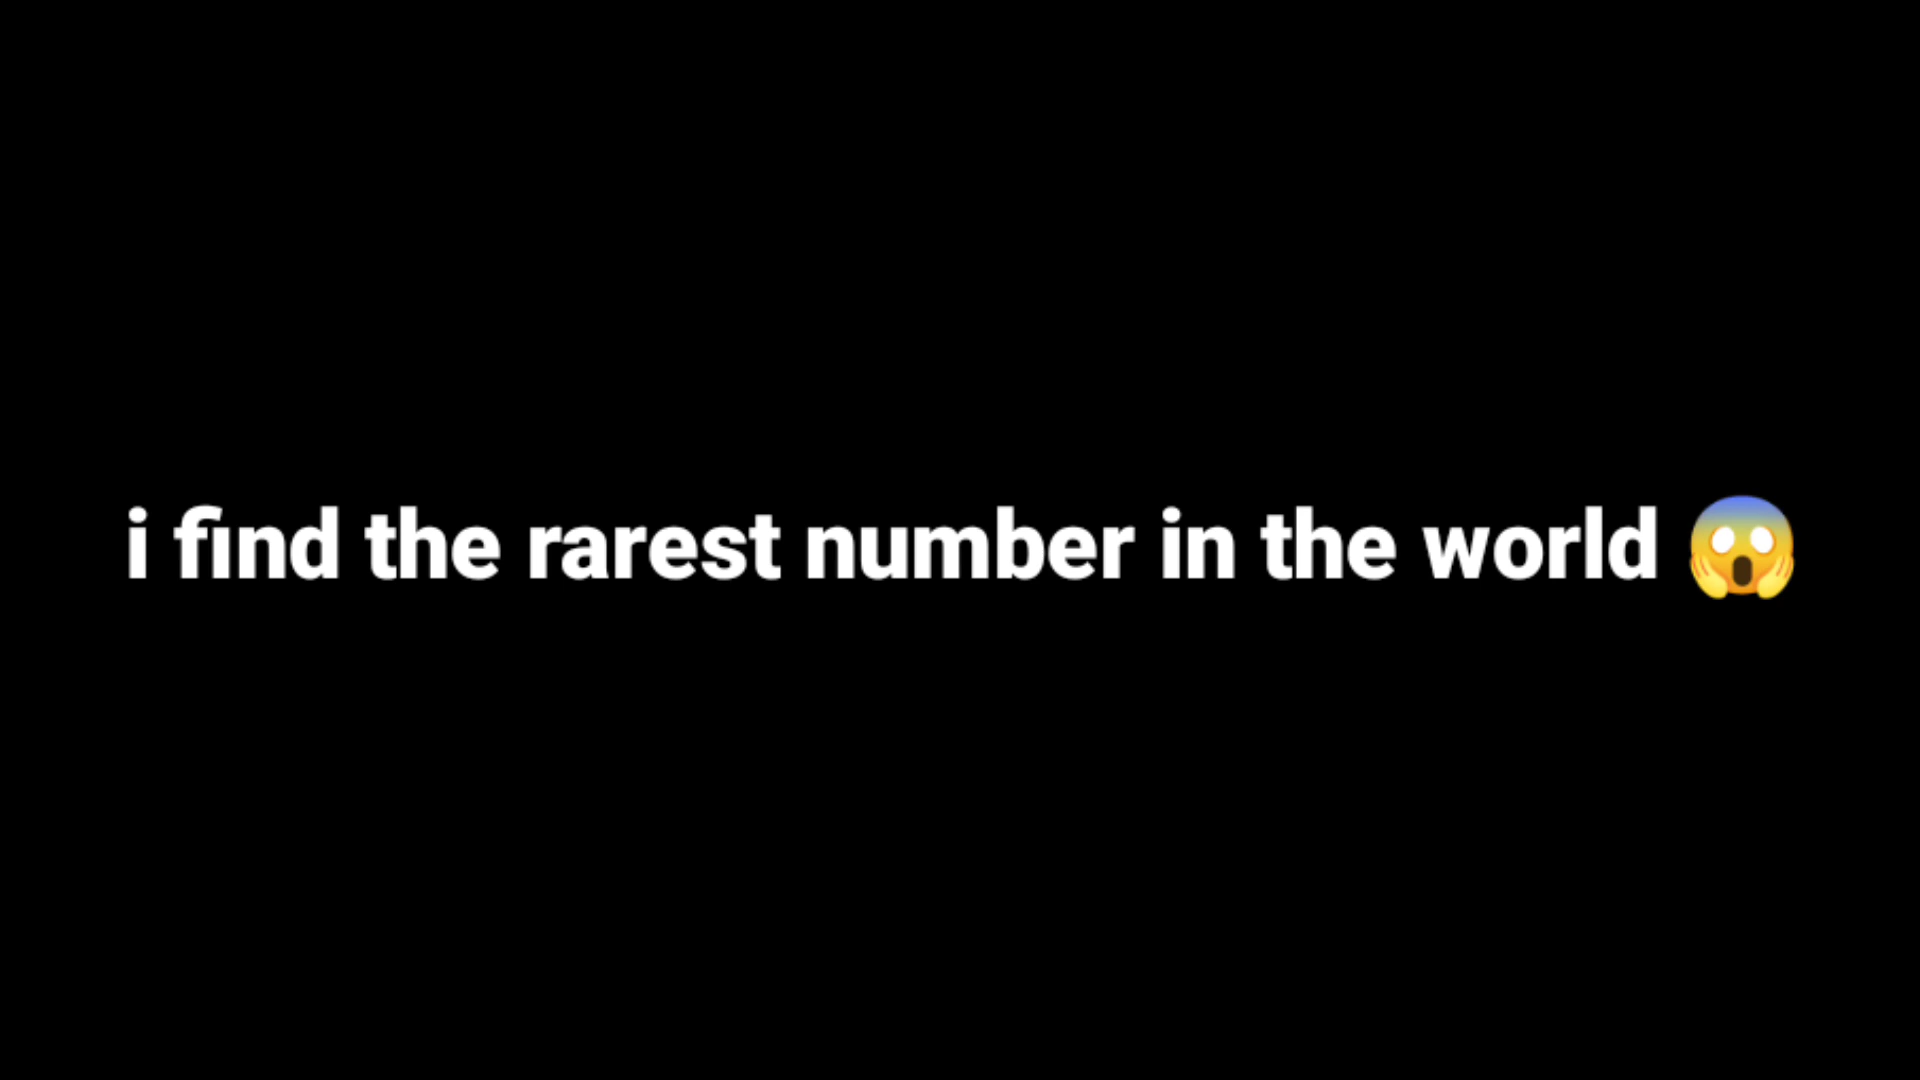 i find the rarest number in the world 😱